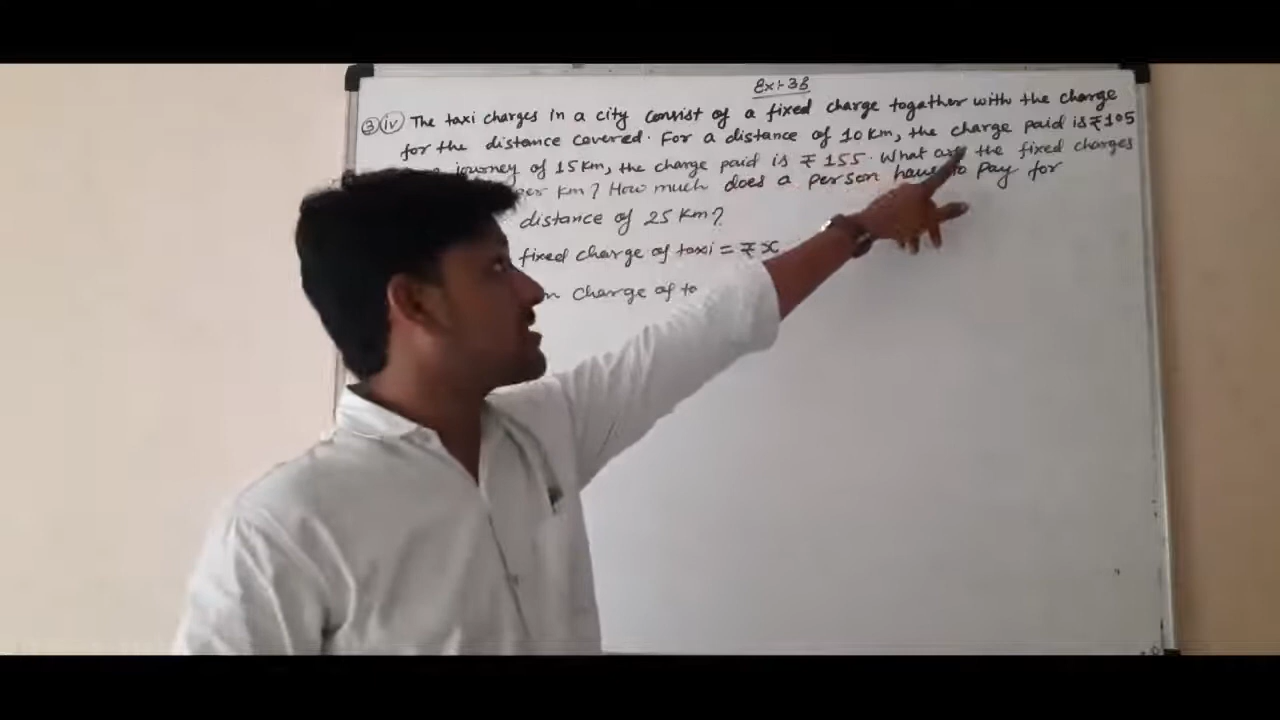 Ex:- 3B
③ (iv) The taxi charges in a city consist of a fixed charge together with the charge
for the distance covered. For a distance of 10 Km, the charge paid is ₹105
journey of 15 Km, the charge paid is ₹ 155. What are the fixed charges
per Km? How much does a person have to pay for
distance of 25 Km?
fixed charge of taxi = ₹ x
charge of